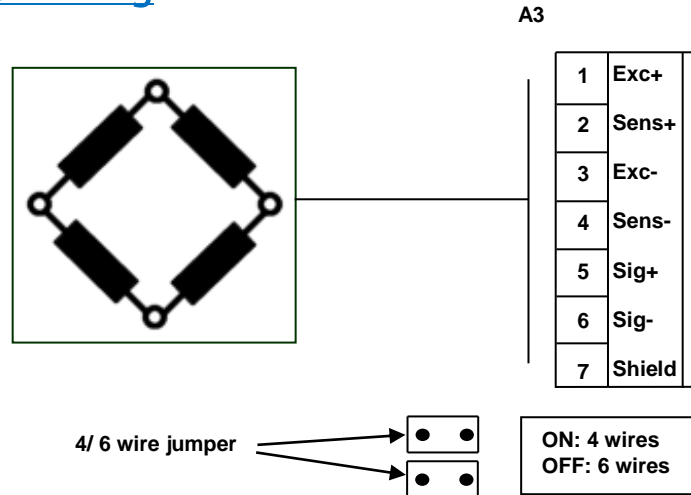 A3
1 Exc+
2 Sens+
3 Exc-
4 Sens-
5 Sig+
6 Sig-
7 Shield
4/ 6 wire jumper
ON: 4 wires
OFF: 6 wires